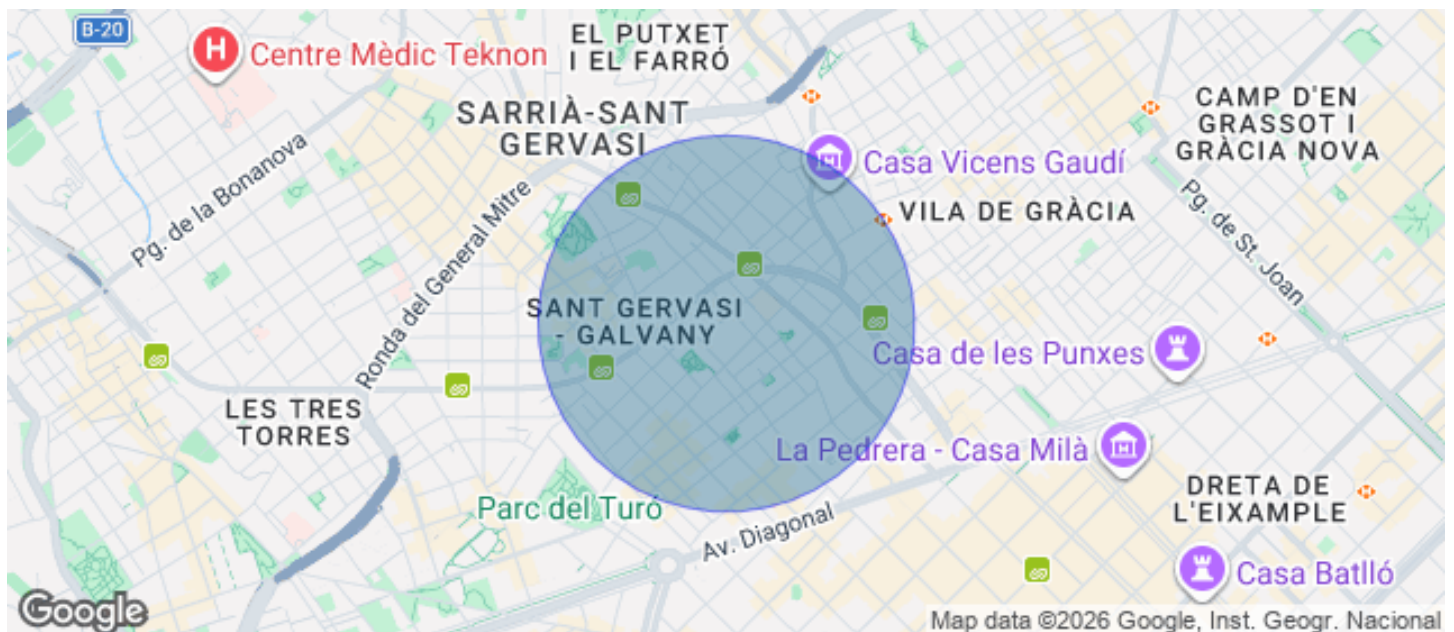 B-20
H
Centre Mèdic Teknon
EL PUTXET
I EL FARRÓ
SARRIÀ-SANT
GERVASI
CAMP D'EN
GRASSOT I
GRÀCIA NOVA
Casa Vicens Gaudí
Pg. de la Bonanova
VILA DE GRÀCIA
Ronda del General Mitre
Pg. de St. Joan
SANT GERVASI
- GALVANY
Casa de les Punxes
LES TRES
TORRES
La Pedrera - Casa Milà
Parc del Turó
Av. Diagonal
DRETA DE
L'EIXAMPLE
Casa Batlló
Google
Map data ©2026 Google, Inst. Geogr. Nacional